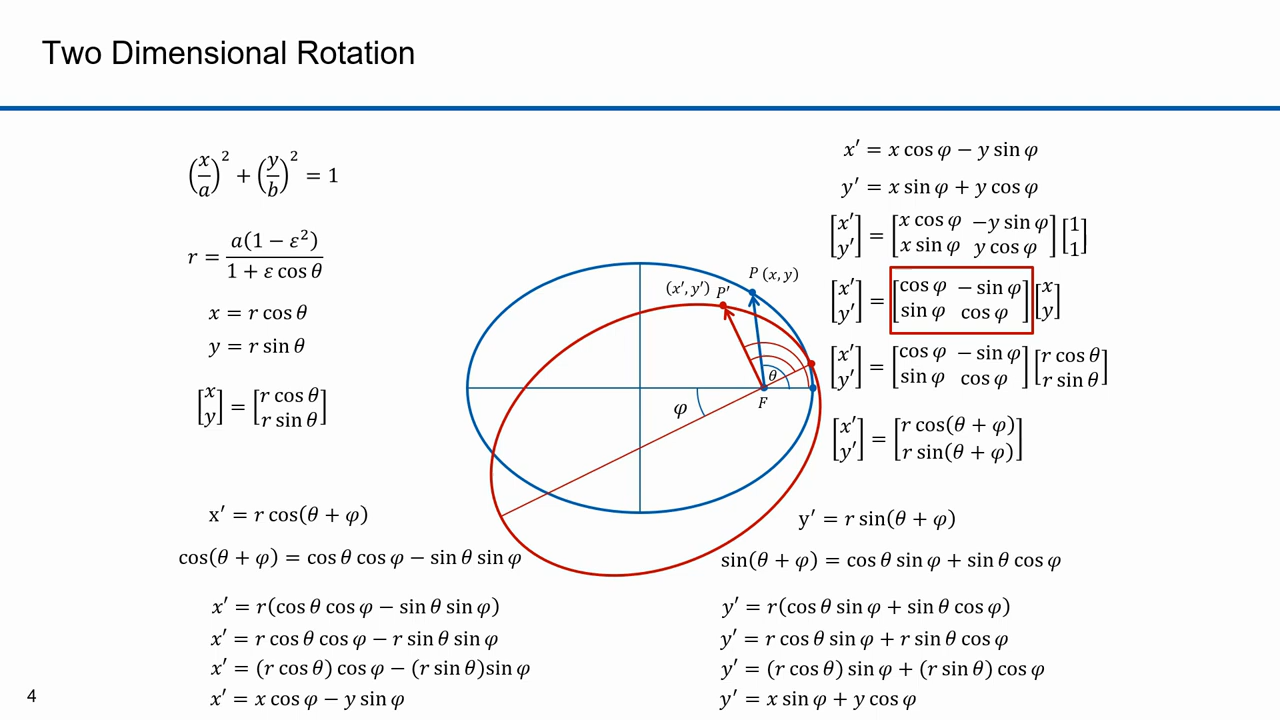 Two Dimensional Rotation
(x/a)² + (y/b)² = 1
r = a(1 − ε²) / 1 + ε cos θ
x = r cos θ
y = r sin θ
[x y] = [r cos θ r sin θ]
x′ = r cos(θ + φ)
cos(θ + φ) = cos θ cos φ − sin θ sin φ
x′ = r(cos θ cos φ − sin θ sin φ)
x′ = r cos θ cos φ − r sin θ sin φ
x′ = (r cos θ) cos φ − (r sin θ)sin φ
x′ = x cos φ − y sin φ
P (x, y)
(x′, y′) P′
θ
F
φ
x′ = x cos φ − y sin φ
y′ = x sin φ + y cos φ
[x′ y′] = [x cos φ −y sin φ x sin φ y cos φ] [1 1]
[x′ y′] = [cos φ − sin φ sin φ cos φ] [x y]
[x′ y′] = [cos φ − sin φ sin φ cos φ] [r cos θ r sin θ]
[x′ y′] = [r cos(θ + φ) r sin(θ + φ)]
y′ = r sin(θ + φ)
sin(θ + φ) = cos θ sin φ + sin θ cos φ
y′ = r(cos θ sin φ + sin θ cos φ)
y′ = r cos θ sin φ + r sin θ cos φ
y′ = (r cos θ) sin φ + (r sin θ) cos φ
y′ = x sin φ + y cos φ
4